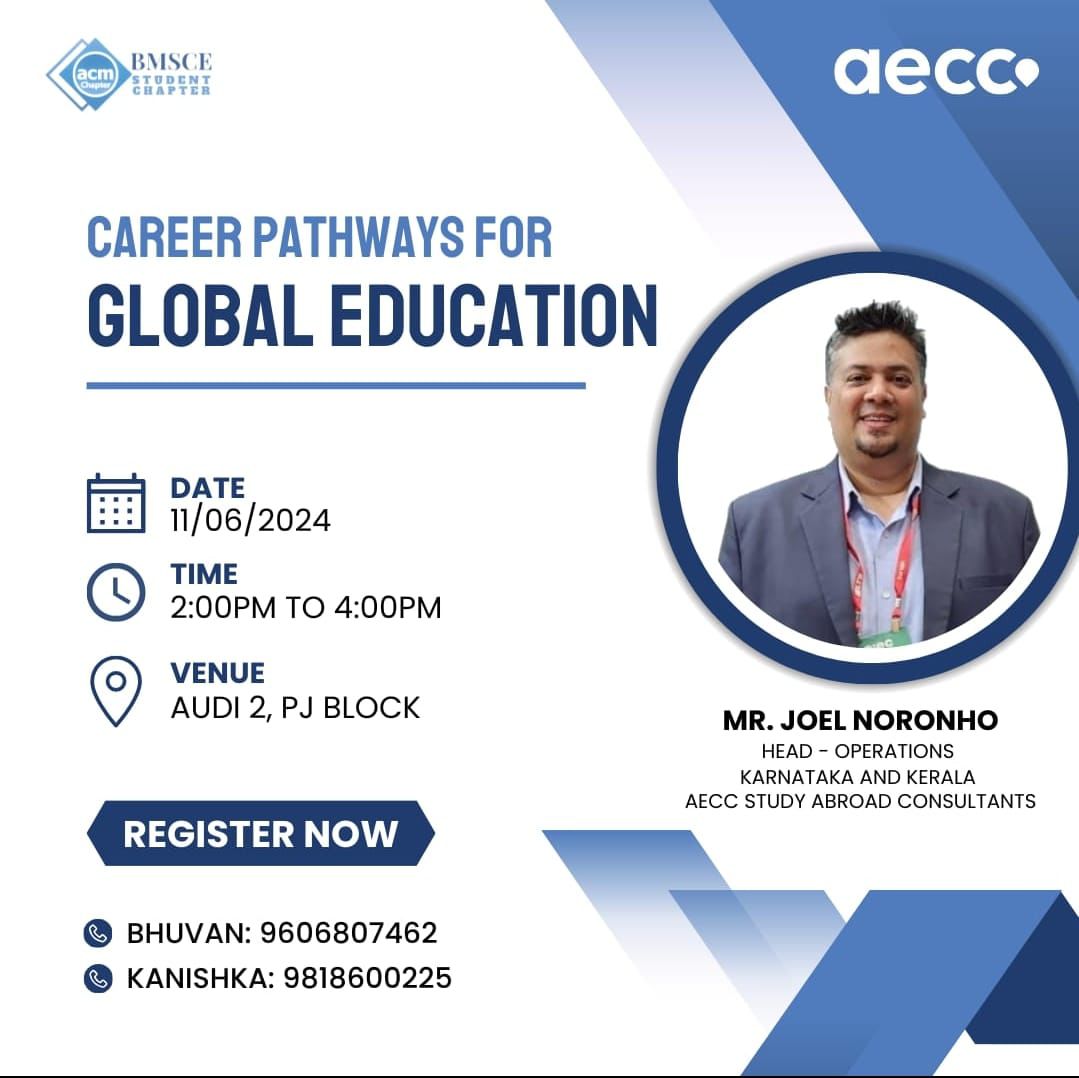 acm
Chapter
BMSCE
STUDENT
CHAPTER
aecc
CAREER PATHWAYS FOR
GLOBAL EDUCATION
DATE
11/06/2024
TIME
2:00PM TO 4:00PM
VENUE
AUDI 2, PJ BLOCK
MR. JOEL NORONHO
HEAD - OPERATIONS
KARNATAKA AND KERALA
AECC STUDY ABROAD CONSULTANTS
REGISTER NOW
BHUVAN: 9606807462
KANISHKA: 9818600225